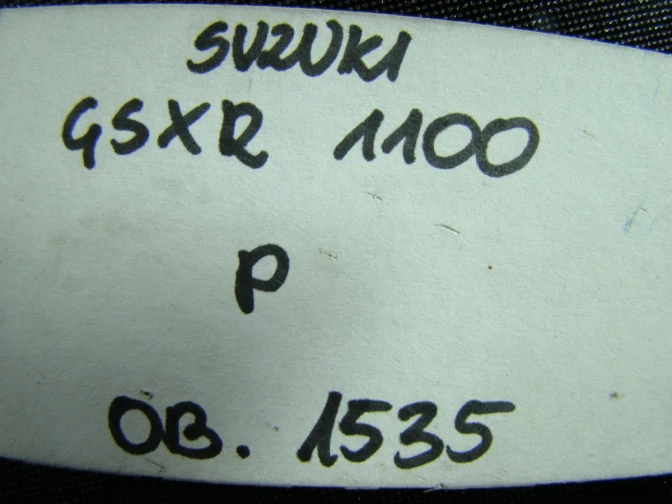 SUZUKI
GSXR 1100
P
OB. 1535